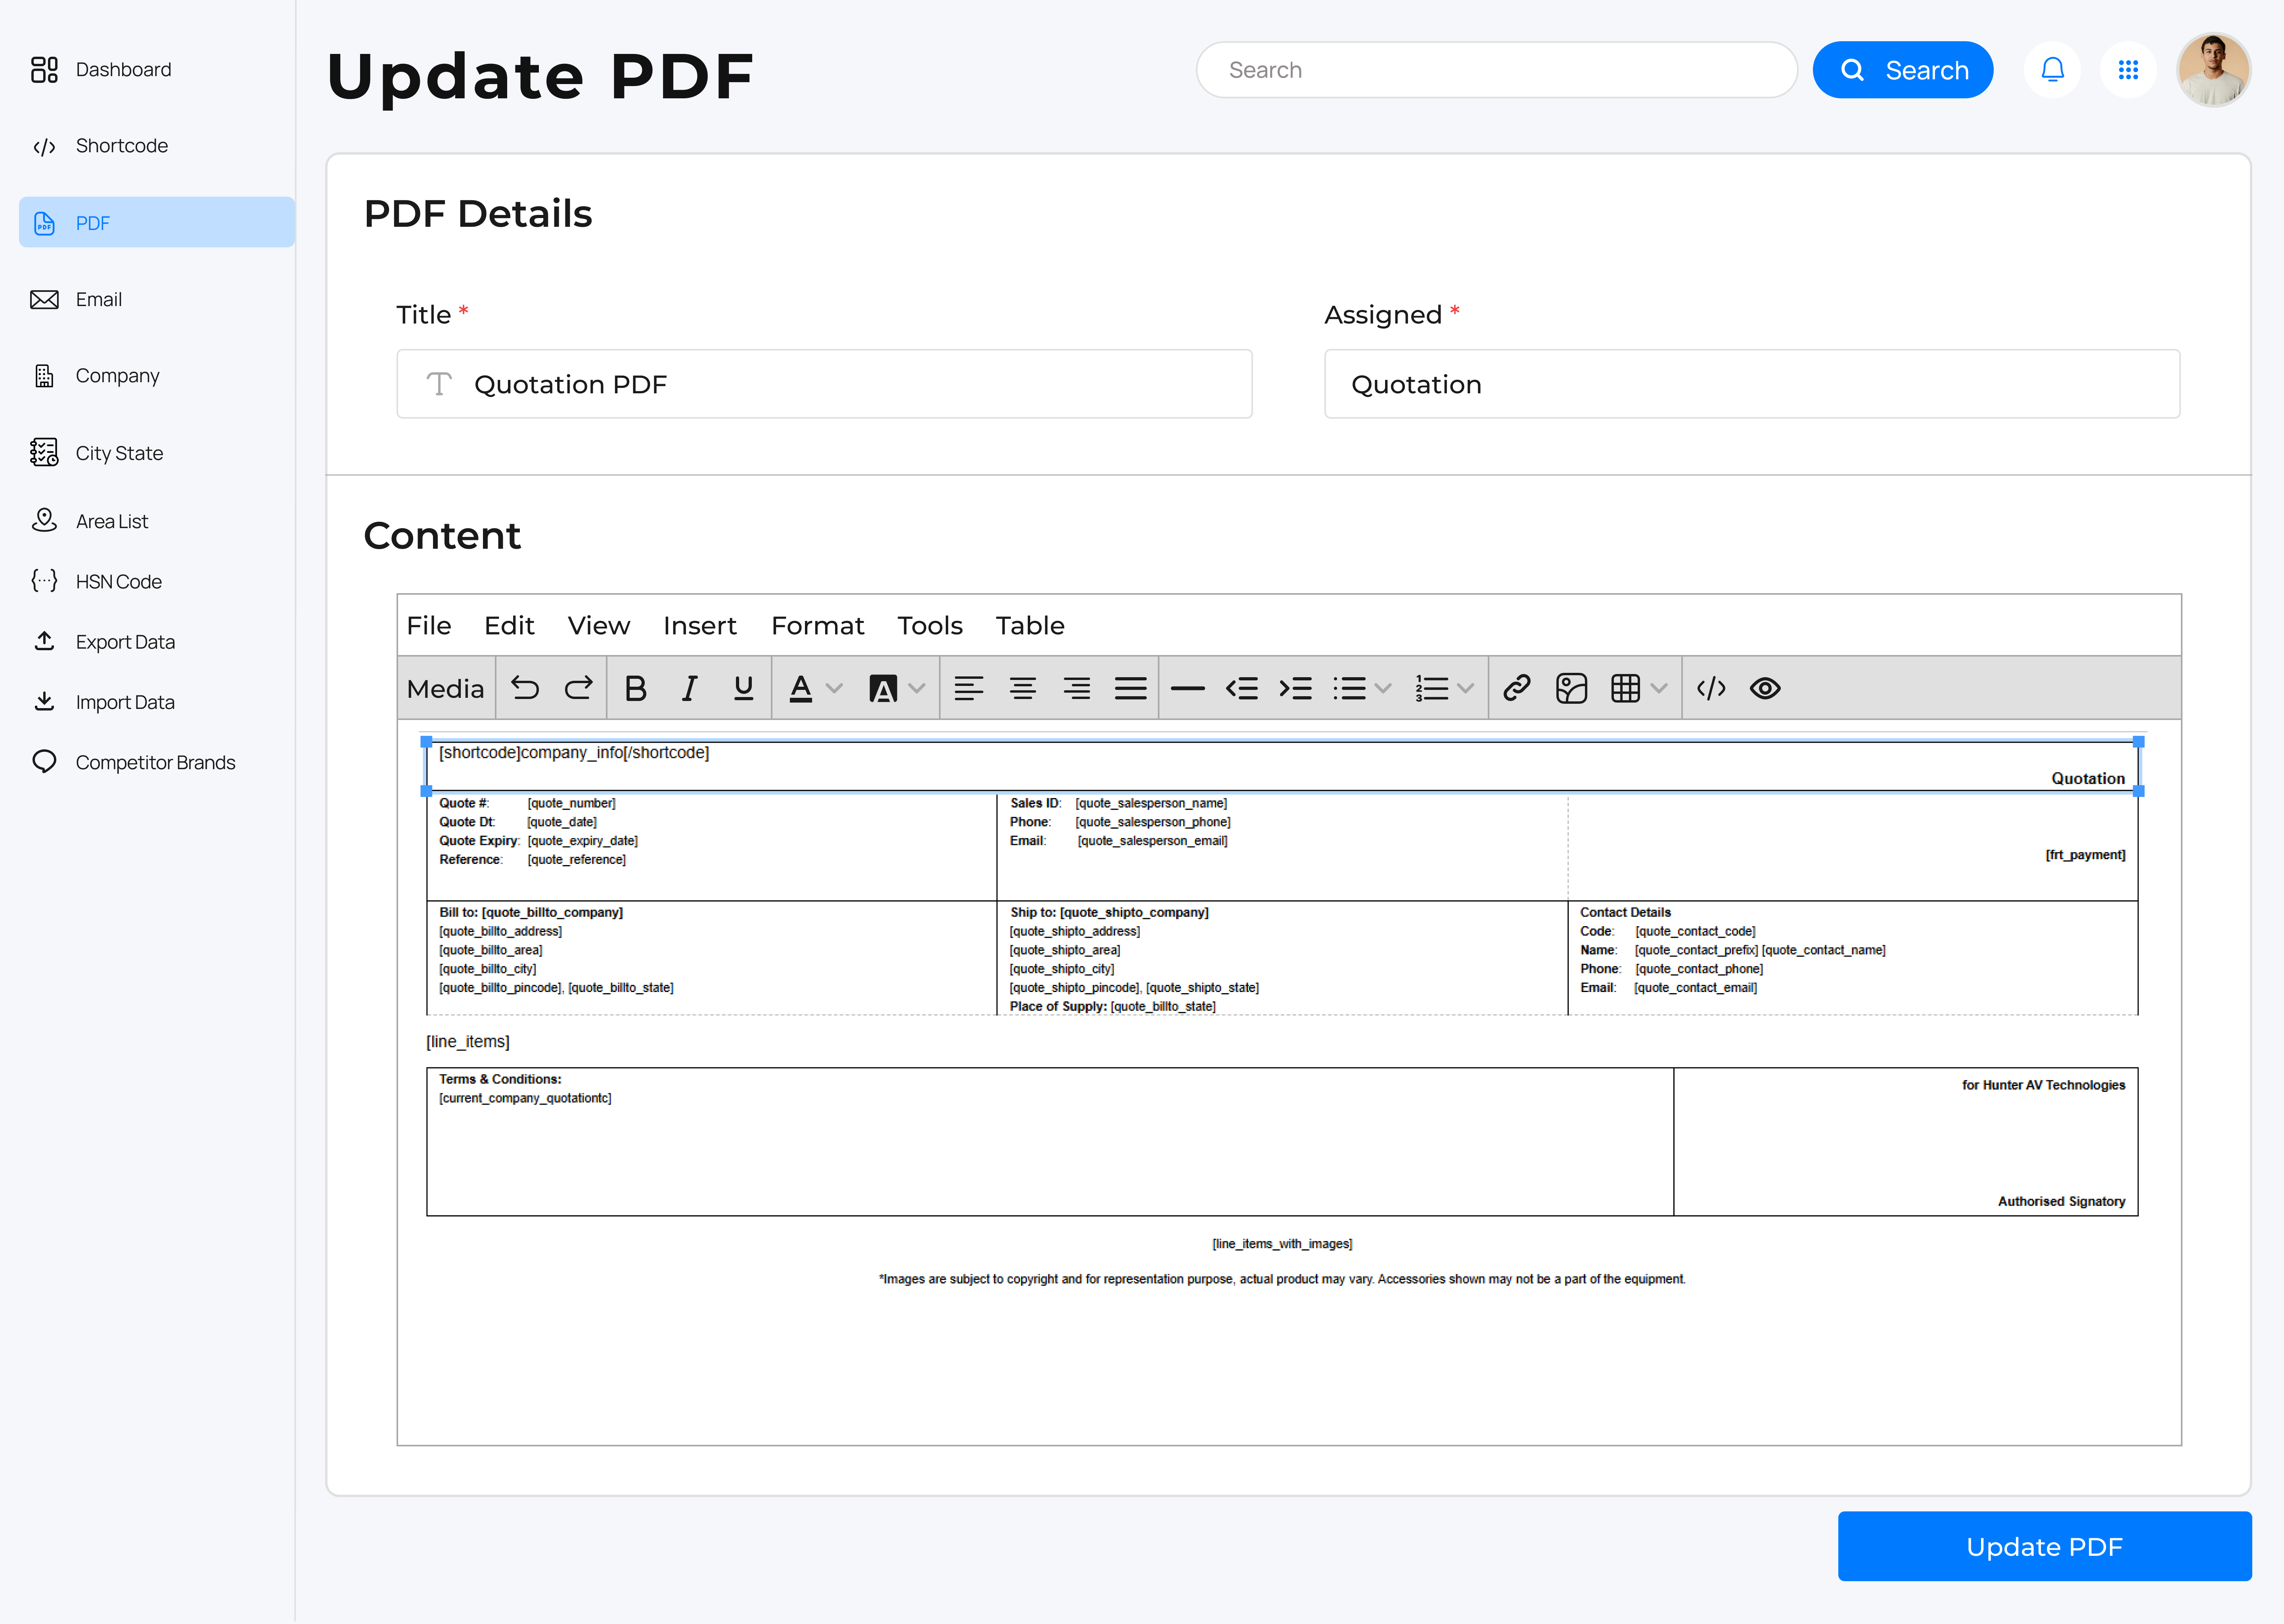 Dashboard
Shortcode
PDF
Email
Company
City State
Area List
HSN Code
Export Data
Import Data
Competitor Brands
Update PDF
Search
Search
PDF Details
Title *
Quotation PDF
Assigned *
Quotation
Content
File Edit View Insert Format Tools Table
Media
[shortcode]company_info[/shortcode]
Quotation
Quote #: [quote_number]
Quote Dt: [quote_date]
Quote Expiry: [quote_expiry_date]
Reference: [quote_reference]
Sales ID: [quote_salesperson_name]
Phone: [quote_salesperson_phone]
Email: [quote_salesperson_email]
[frt_payment]
Bill to: [quote_billto_company]
[quote_billto_address]
[quote_billto_area]
[quote_billto_city]
[quote_billto_pincode], [quote_billto_state]
Ship to: [quote_shipto_company]
[quote_shipto_address]
[quote_shipto_area]
[quote_shipto_city]
[quote_shipto_pincode], [quote_shipto_state]
Place of Supply: [quote_billto_state]
Contact Details
Code: [quote_contact_code]
Name: [quote_contact_prefix] [quote_contact_name]
Phone: [quote_contact_phone]
Email: [quote_contact_email]
[line_items]
Terms & Conditions:
[current_company_quotationtc]
for Hunter AV Technologies
Authorised Signatory
[line_items_with_images]
*Images are subject to copyright and for representation purpose, actual product may vary. Accessories shown may not be a part of the equipment.
Update PDF